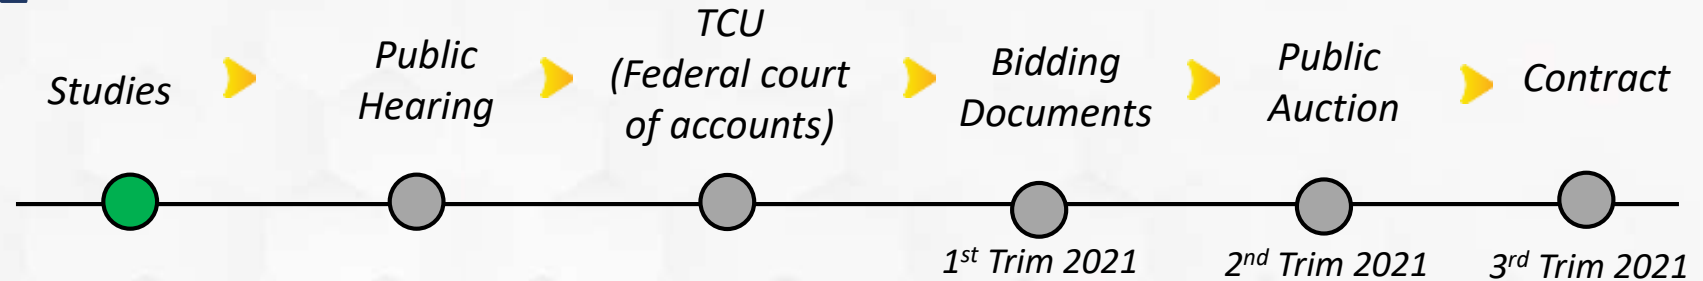 Studies
Public
Hearing
TCU
(Federal court
of accounts)
Bidding
Documents
Public
Auction
Contract
1st Trim 2021
2nd Trim 2021
3rd Trim 2021